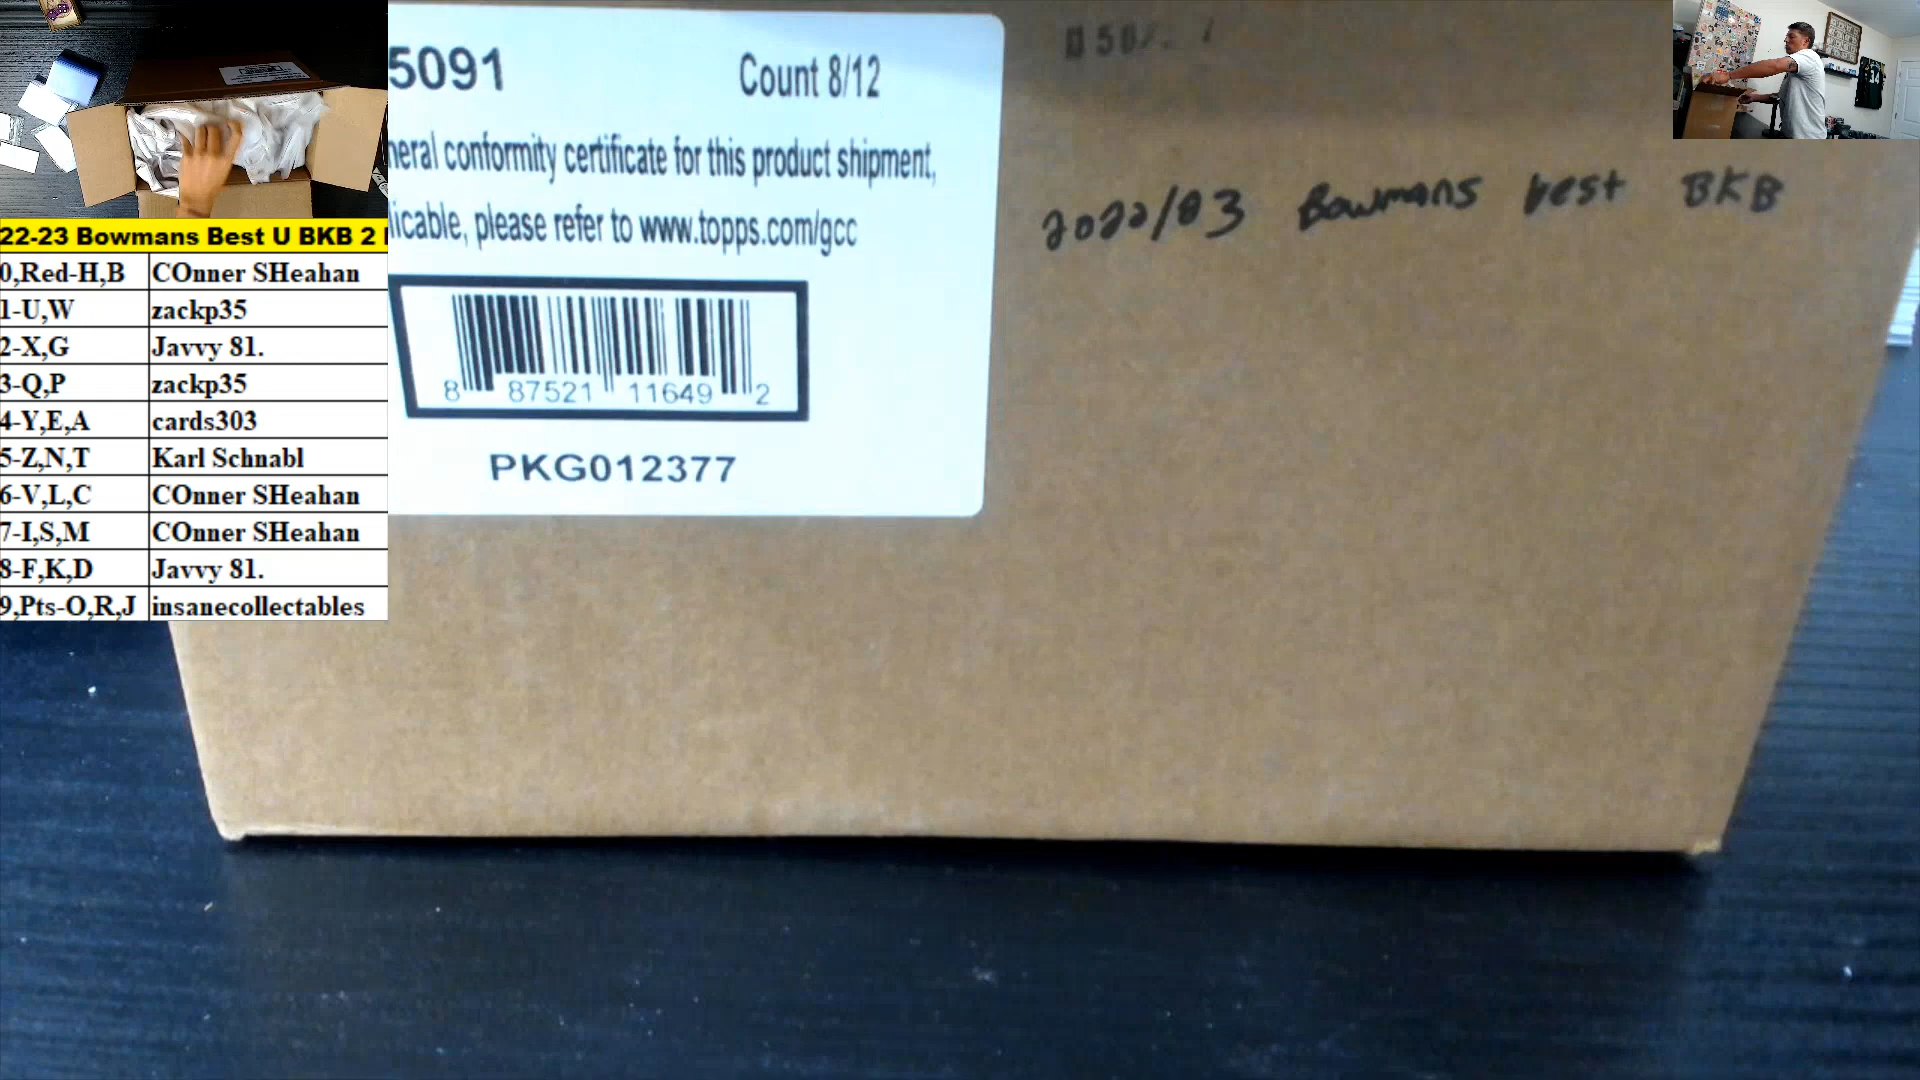 22-23 Bowmans Best U BKB 2
0,Red-H,B COnner SHeahan
1-U,W zackp35
2-X,G Javvy 81.
3-Q,P zackp35
4-Y,E,A cards303
5-Z,N,T Karl Schnabl
6-V,L,C COnner SHeahan
7-I,S,M COnner SHeahan
8-F,K,D Javvy 81.
9,Pts-O,R,J insanecollectables
5091 Count 8/12
neral conformity certificate for this product shipment,
licable, please refer to www.topps.com/gcc
8 87521 11649 2
PKG012377
2022/03 Bowmans best BKB